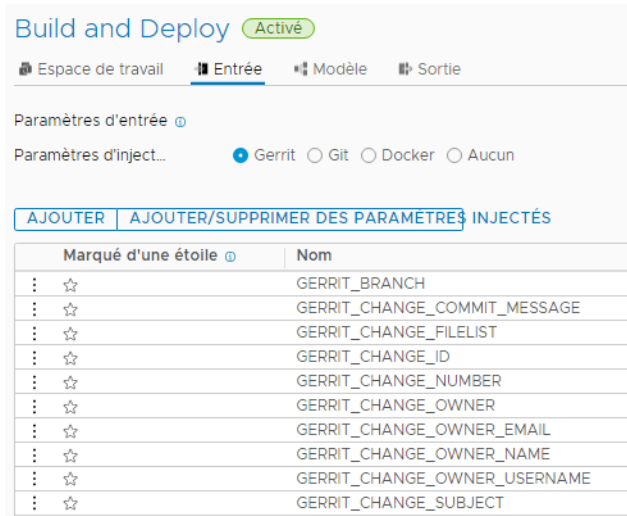 Build and Deploy Activé
Espace de travail Entrée Modèle Sortie
Paramètres d'entrée
Paramètres d'inject... Gerrit Git Docker Aucun
AJOUTER AJOUTER/SUPPRIMER DES PARAMÈTRES INJECTÉS
Marqué d'une étoile Nom
GERRIT_BRANCH
GERRIT_CHANGE_COMMIT_MESSAGE
GERRIT_CHANGE_FILELIST
GERRIT_CHANGE_ID
GERRIT_CHANGE_NUMBER
GERRIT_CHANGE_OWNER
GERRIT_CHANGE_OWNER_EMAIL
GERRIT_CHANGE_OWNER_NAME
GERRIT_CHANGE_OWNER_USERNAME
GERRIT_CHANGE_SUBJECT